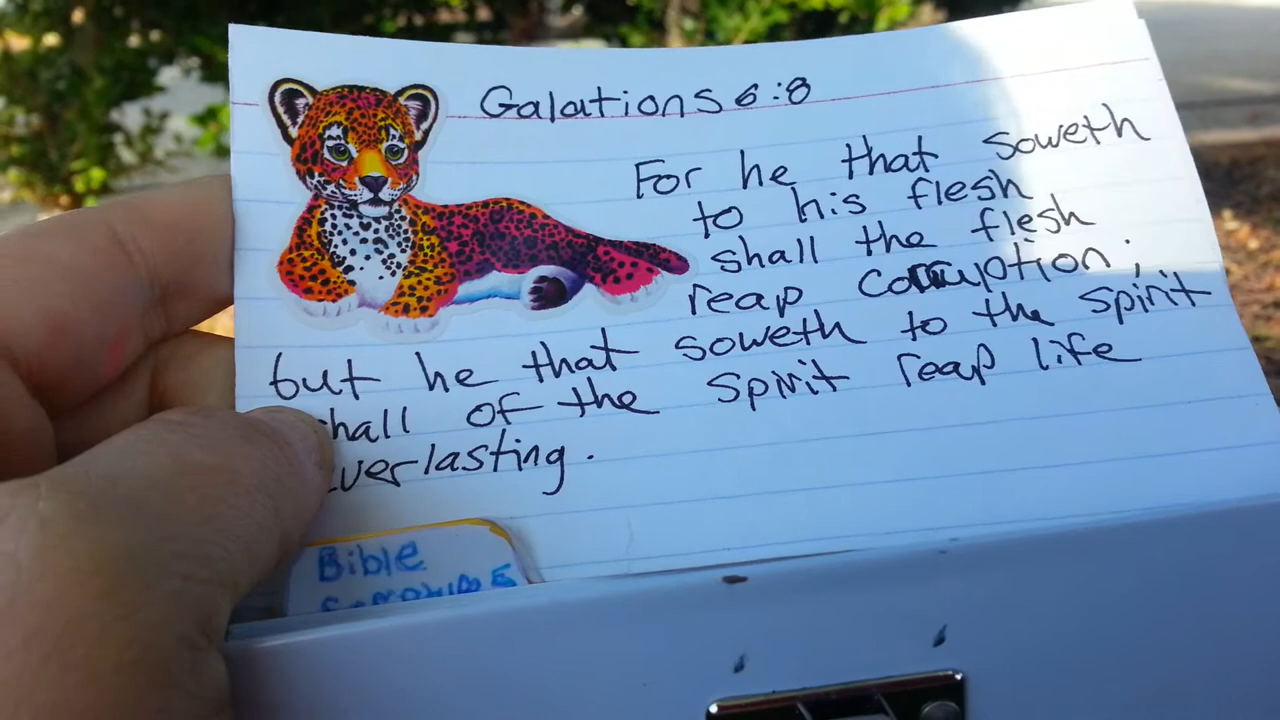 Galations 6:8
For he that soweth
to his flesh
shall the flesh
reap corruption;
but he that soweth to the spirit
shall of the spirit reap life
everlasting.
Bible